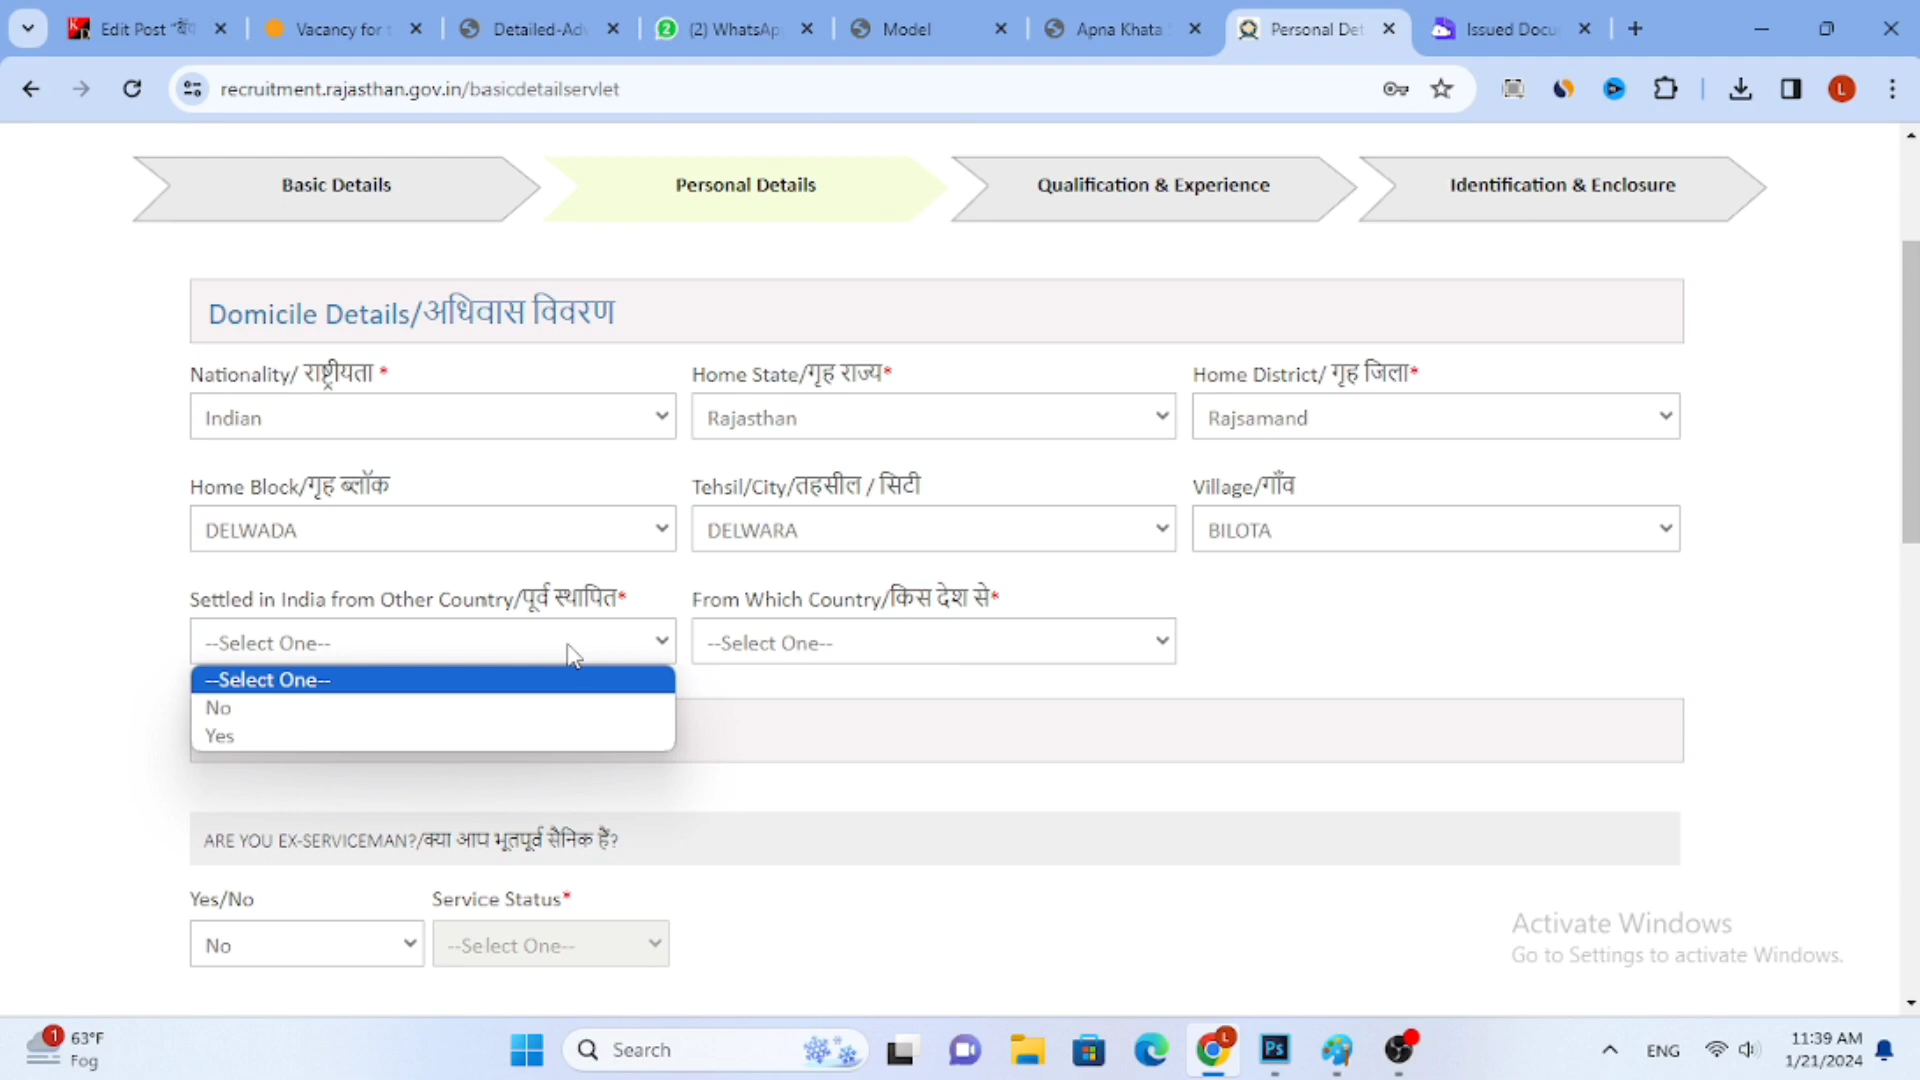 Edit Post "बैंक
Vacancy for t
Detailed-Adv
(2) WhatsAp
Model
Apna Khata
Personal Det
Issued Docu
recruitment.rajasthan.gov.in/basicdetailservlet
Basic Details
Personal Details
Qualification & Experience
Identification & Enclosure
Domicile Details/अधिवास विवरण
Nationality/ राष्ट्रीयता *
Home State/गृह राज्य*
Home District/ गृह जिला*
Indian
Rajasthan
Rajsamand
Home Block/गृह ब्लॉक
Tehsil/City/तहसील / सिटी
Village/गाँव
DELWADA
DELWARA
BILOTA
Settled in India from Other Country/पूर्व स्थापित*
From Which Country/किस देश से*
--Select One--
--Select One--
--Select One--
No
Yes
ARE YOU EX-SERVICEMAN?/क्या आप भूतपूर्व सैनिक हैं?
Yes/No
Service Status*
No
--Select One--
Activate Windows
Go to Settings to activate Windows.
1
63°F
Fog
Search
L
Ps
ENG
11:39 AM
1/21/2024